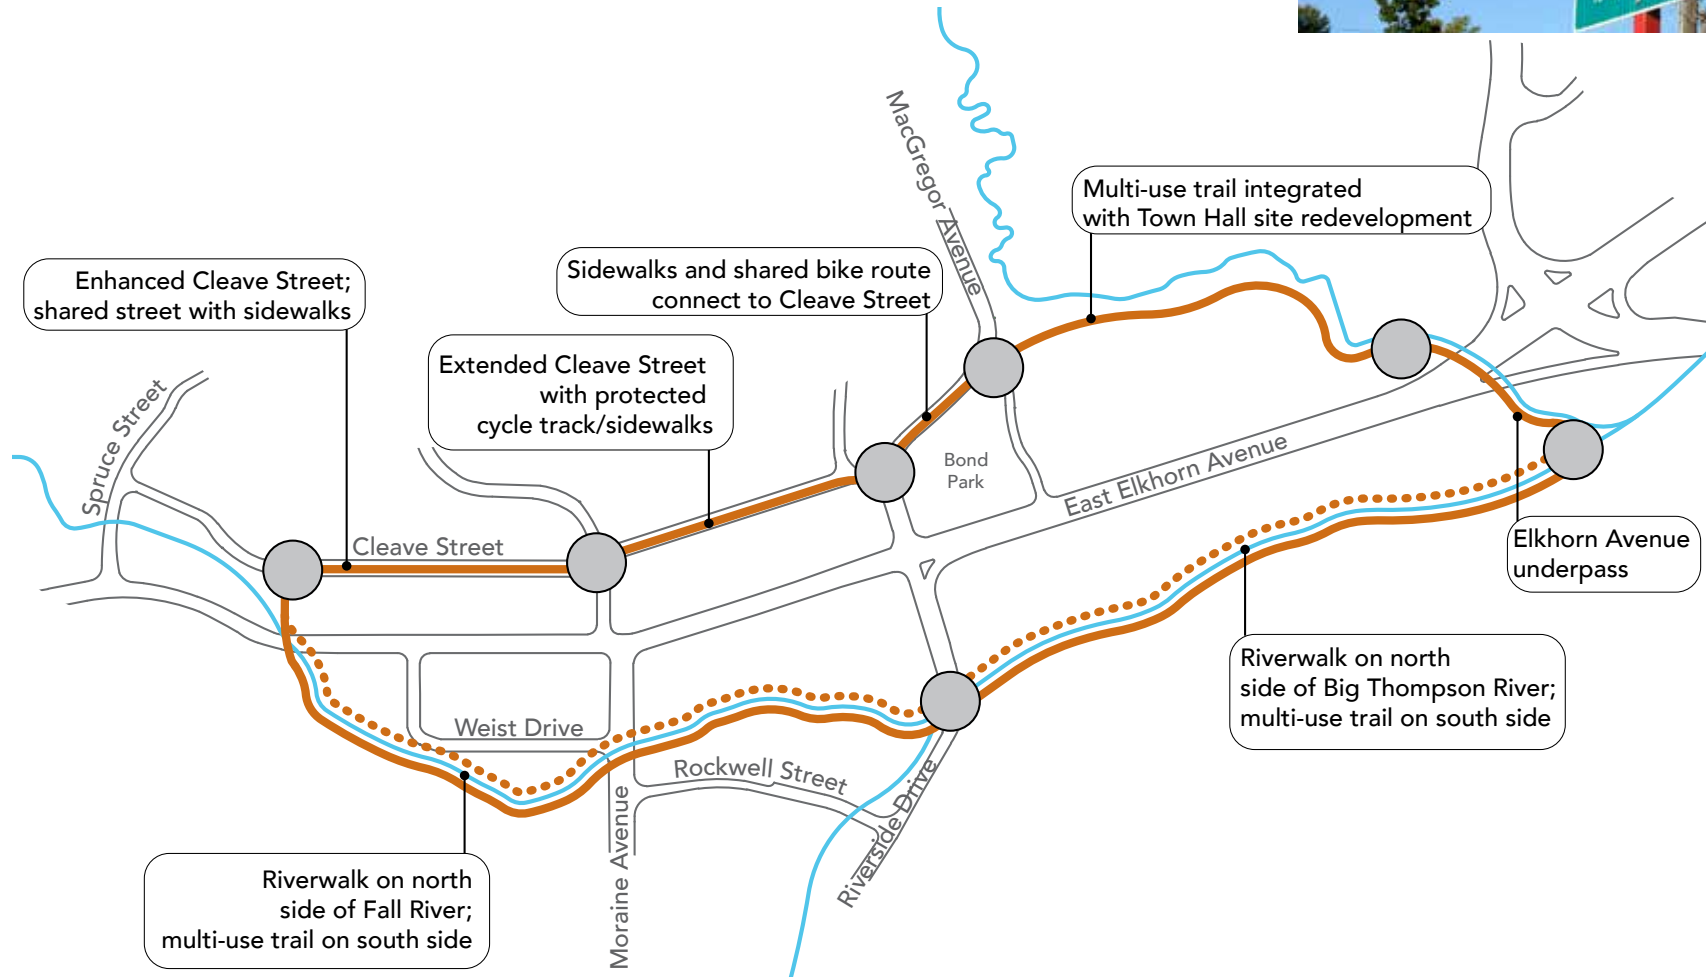 MacGregor Avenue
Multi-use trail integrated
with Town Hall site redevelopment
Sidewalks and shared bike route
connect to Cleave Street
Enhanced Cleave Street;
shared street with sidewalks
Extended Cleave Street
with protected
cycle track/sidewalks
Spruce Street
Bond
Park
East Elkhorn Avenue
Cleave Street
Elkhorn Avenue
underpass
Riverwalk on north
side of Big Thompson River;
multi-use trail on south side
Weist Drive
Rockwell Street
Moraine Avenue
Riverside Drive
Riverwalk on north
side of Fall River;
multi-use trail on south side